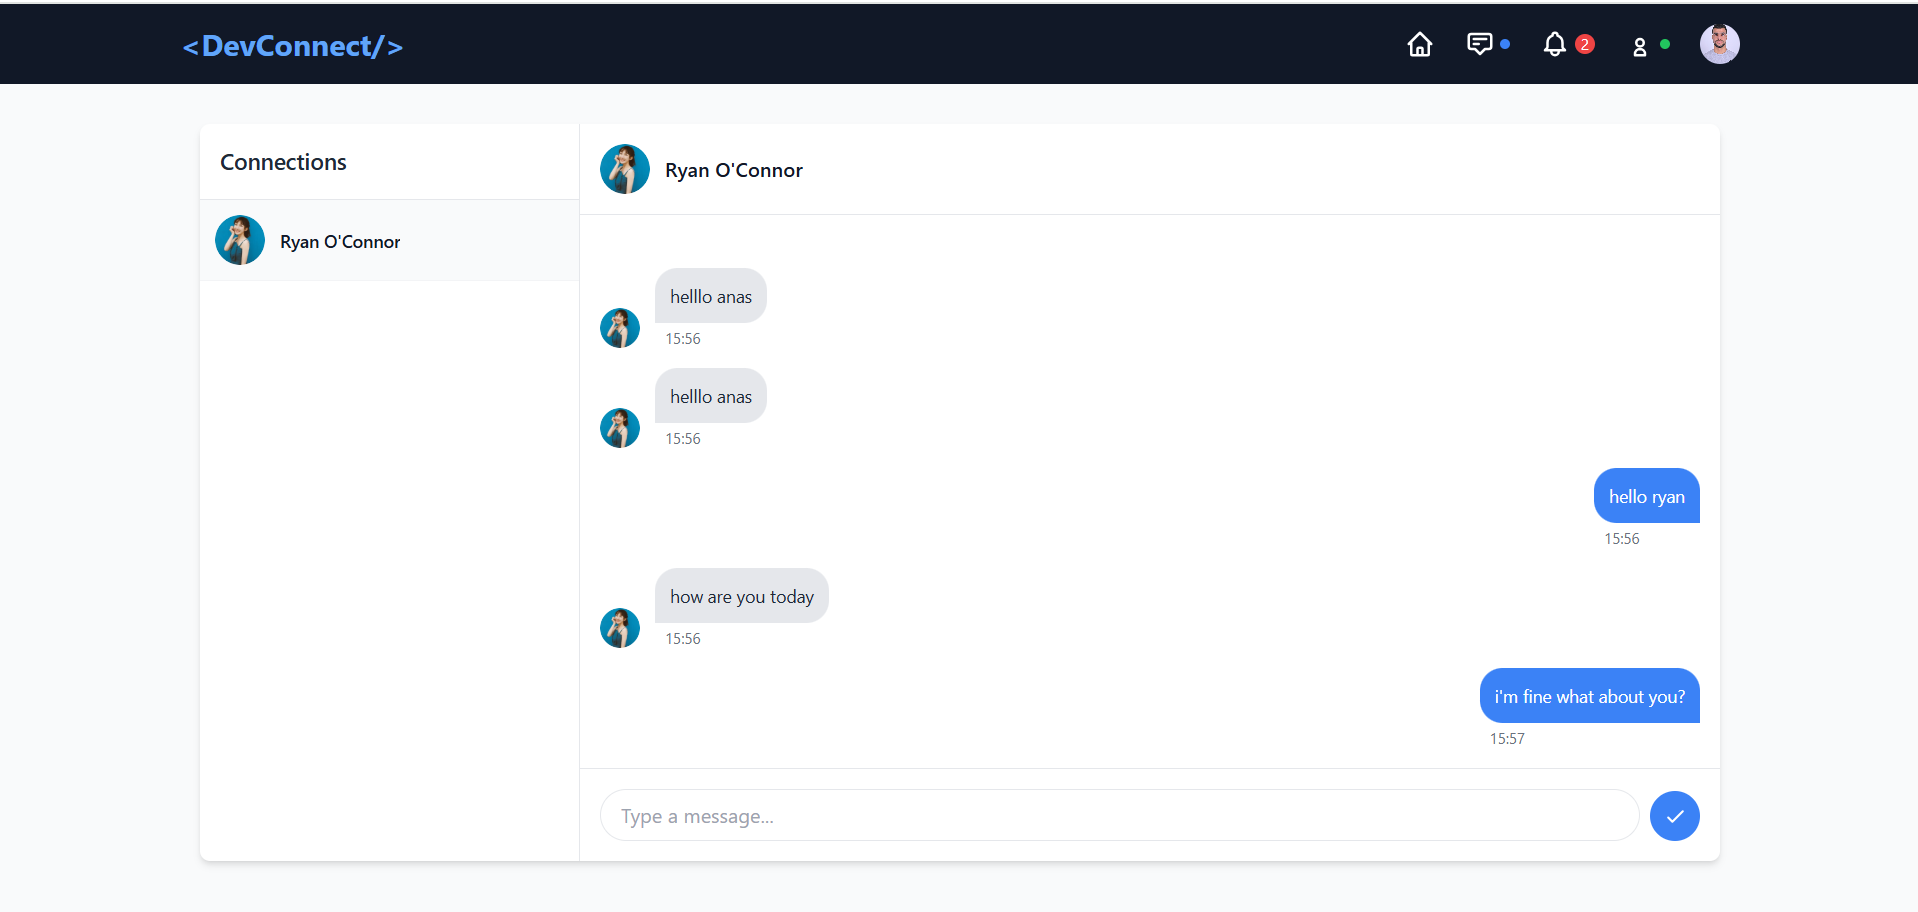 <DevConnect/>
2
Connections
Ryan O'Connor
Ryan O'Connor
helllo anas
15:56
helllo anas
15:56
hello ryan
15:56
how are you today
15:56
i'm fine what about you?
15:57
Type a message...